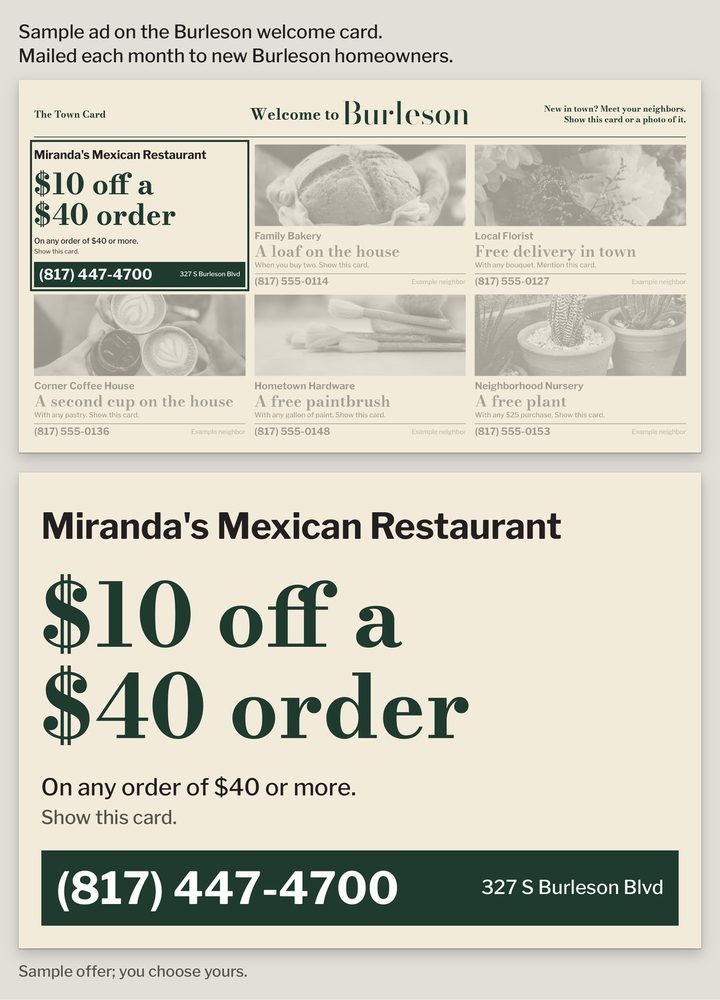 Sample ad on the Burleson welcome card.
Mailed each month to new Burleson homeowners.
The Town Card
Welcome to Burleson
New in town? Meet your neighbors.
Show this card or a photo of it.
Miranda's Mexican Restaurant
$10 off a
$40 order
On any order of $40 or more.
Show this card.
(817) 447-4700
327 S Burleson Blvd
Family Bakery
A loaf on the house
When you buy two. Show this card.
(817) 555-0114
Example neighbor
Local Florist
Free delivery in town
With any bouquet. Mention this card.
(817) 555-0127
Example neighbor
Corner Coffee House
A second cup on the house
With any pastry. Show this card.
(817) 555-0136
Example neighbor
Hometown Hardware
A free paintbrush
With any gallon of paint. Show this card.
(817) 555-0148
Example neighbor
Neighborhood Nursery
A free plant
With any $25 purchase. Show this card.
(817) 555-0153
Example neighbor
Miranda's Mexican Restaurant
$10 off a
$40 order
On any order of $40 or more.
Show this card.
(817) 447-4700
327 S Burleson Blvd
Sample offer; you choose yours.